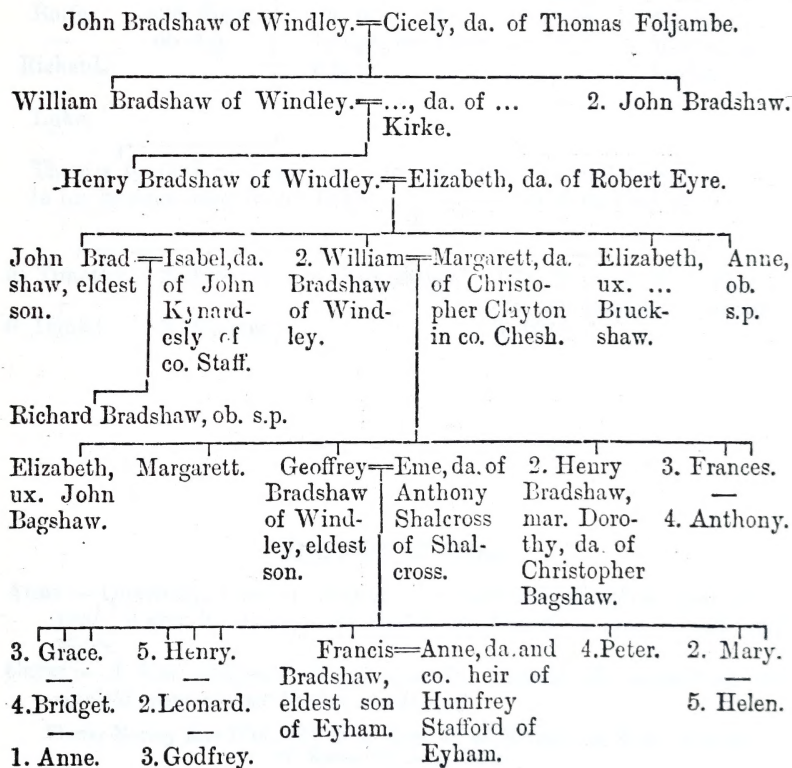 John Bradshaw of Windley. Cicely, da. of Thomas Foljambe.
William Bradshaw of Windley. ..., da. of ... Kirke.
2. John Bradshaw.
Henry Bradshaw of Windley. Elizabeth, da. of Robert Eyre.
John Brad
shaw, eldest
son.
Isabel, da.
of John
Kynard-
esly of
co. Staff.
2. William
Bradshaw
of Wind-
ley.
Margarett, da.
of Christo-
pher Clayton
in co. Chesh.
Elizabeth,
ux. ...
Bruck-
shaw.
Anne,
ob.
s.p.
Richard Bradshaw, ob. s.p.
Elizabeth,
ux. John
Bagshaw.
Margarett.
Geoffrey
Bradshaw
of Wind-
ley, eldest
son.
Eme, da. of
Anthony
Shalcross
of Shal-
cross.
2. Henry
Bradshaw,
mar. Doro-
thy, da. of
Christopher
Bagshaw.
3. Frances.
—
4. Anthony.
3. Grace.
—
4. Bridget.
—
1. Anne.
5. Henry.
—
2. Leonard.
—
3. Godfrey.
Francis
Bradshaw,
eldest son
of Eyham.
Anne, da. and
co. heir of
Humfrey
Stafford of
Eyham.
4. Peter.
2. Mary.
—
5. Helen.